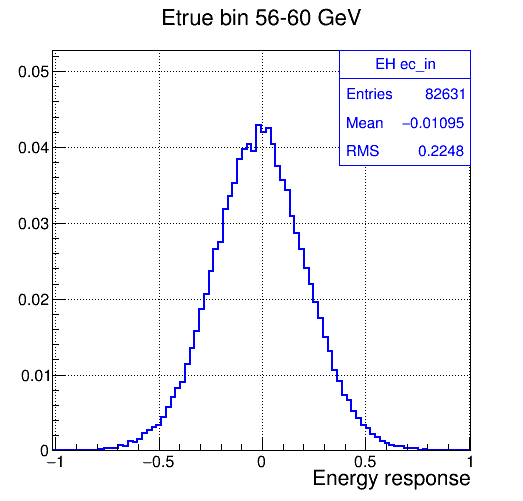 Etrue bin 56-60 GeV
EH ec_in
Entries 82631
Mean −0.01095
RMS 0.2248
0.05
0.04
0.03
0.02
0.01
0
−1 −0.5 0 0.5 1
Energy response